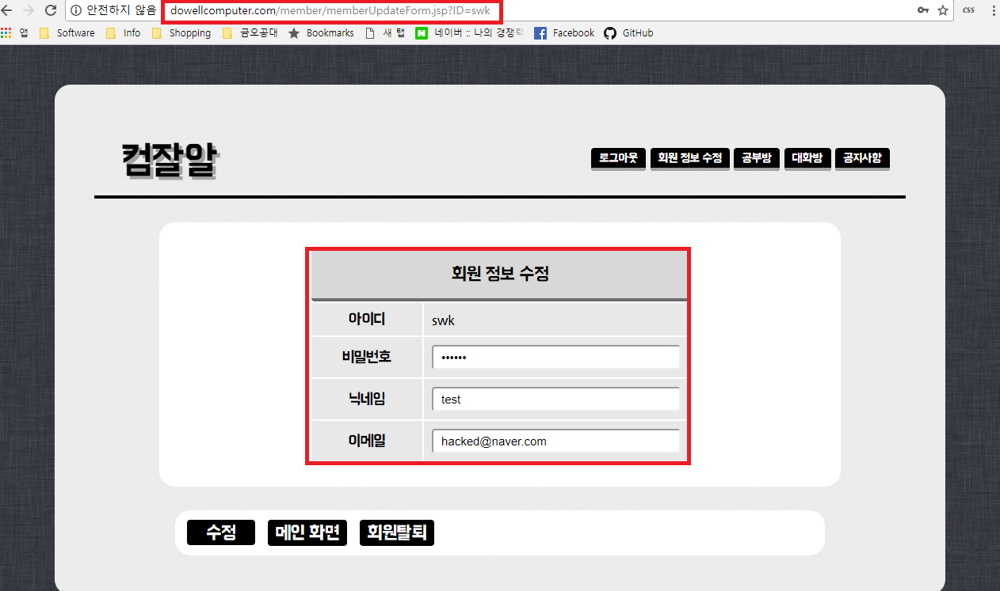 안전하지 않음 dowellcomputer.com/member/memberUpdateForm.jsp?ID=swk css
앱 Software Info Shopping 금오공대 Bookmarks 새 탭 N 네이버 :: 나의 경쟁력 Facebook GitHub
컴잘알
로그아웃 회원 정보 수정 공부방 대화방 공지사항
회원 정보 수정
아이디 swk
비밀번호 ••••••
닉네임 test
이메일 hacked@naver.com
수정 메인 화면 회원탈퇴